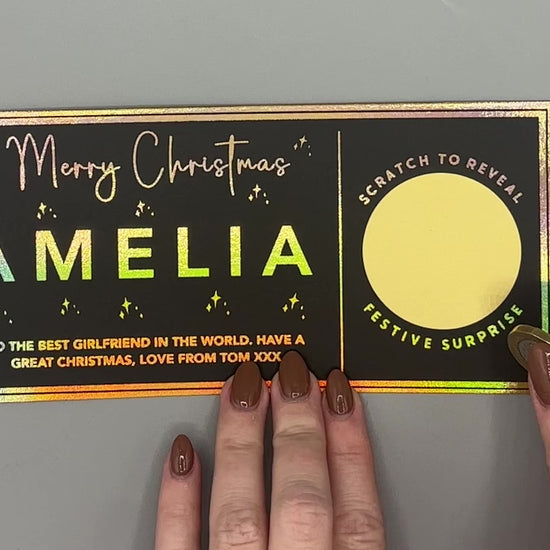 Merry Christmas
AMELIA
THE BEST GIRLFRIEND IN THE WORLD. HAVE A
GREAT CHRISTMAS, LOVE FROM TOM XXX
SCRATCH TO REVEAL
FESTIVE SURPRISE